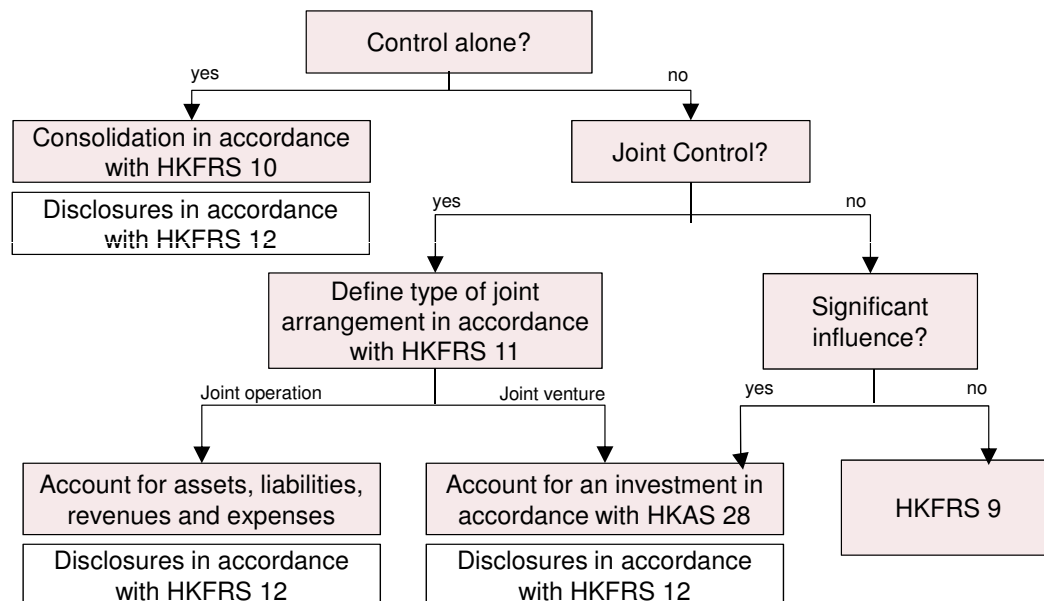 Control alone?
yes
no
Consolidation in accordance
with HKFRS 10
Joint Control?
Disclosures in accordance
with HKFRS 12
yes
no
Define type of joint
arrangement in accordance
with HKFRS 11
Significant
influence?
Joint operation
Joint venture
yes
no
Account for assets, liabilities,
revenues and expenses
Account for an investment in
accordance with HKAS 28
HKFRS 9
Disclosures in accordance
with HKFRS 12
Disclosures in accordance
with HKFRS 12